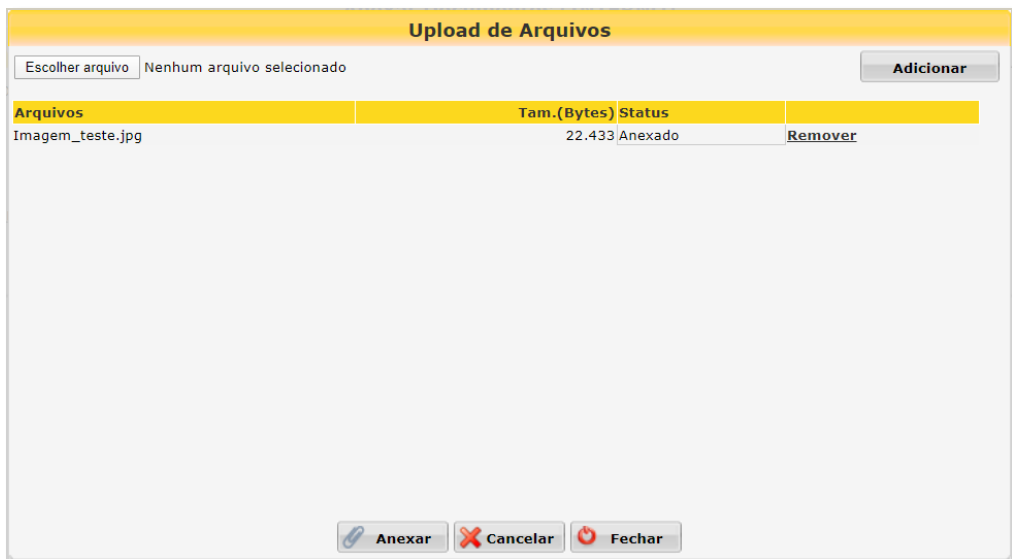 Upload de Arquivos
Escolher arquivo Nenhum arquivo selecionado Adicionar
Arquivos Tam.(Bytes) Status
Imagem_teste.jpg 22.433 Anexado Remover
Anexar Cancelar Fechar